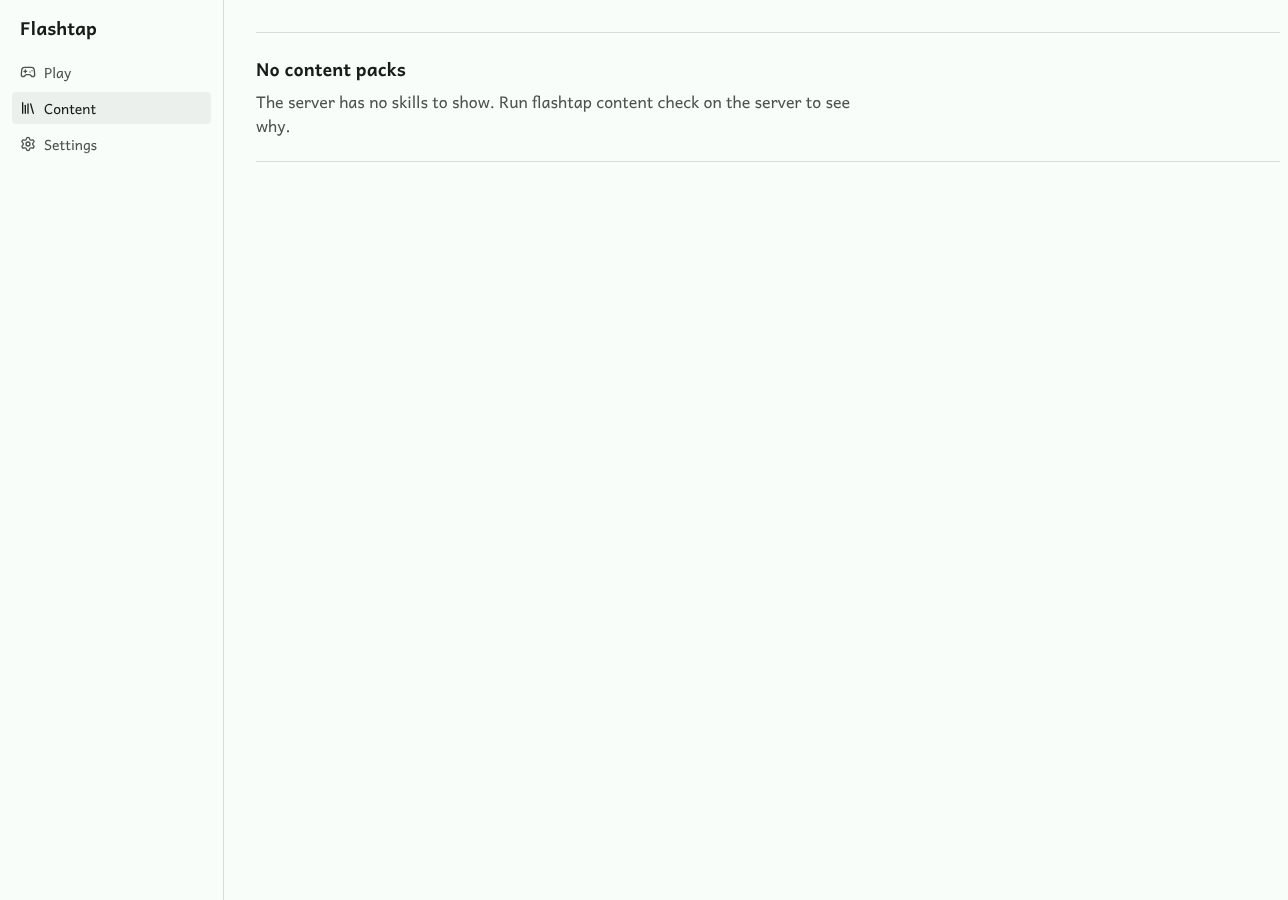 Flashtap
Play
Content
Settings
No content packs
The server has no skills to show. Run flashtap content check on the server to see
why.